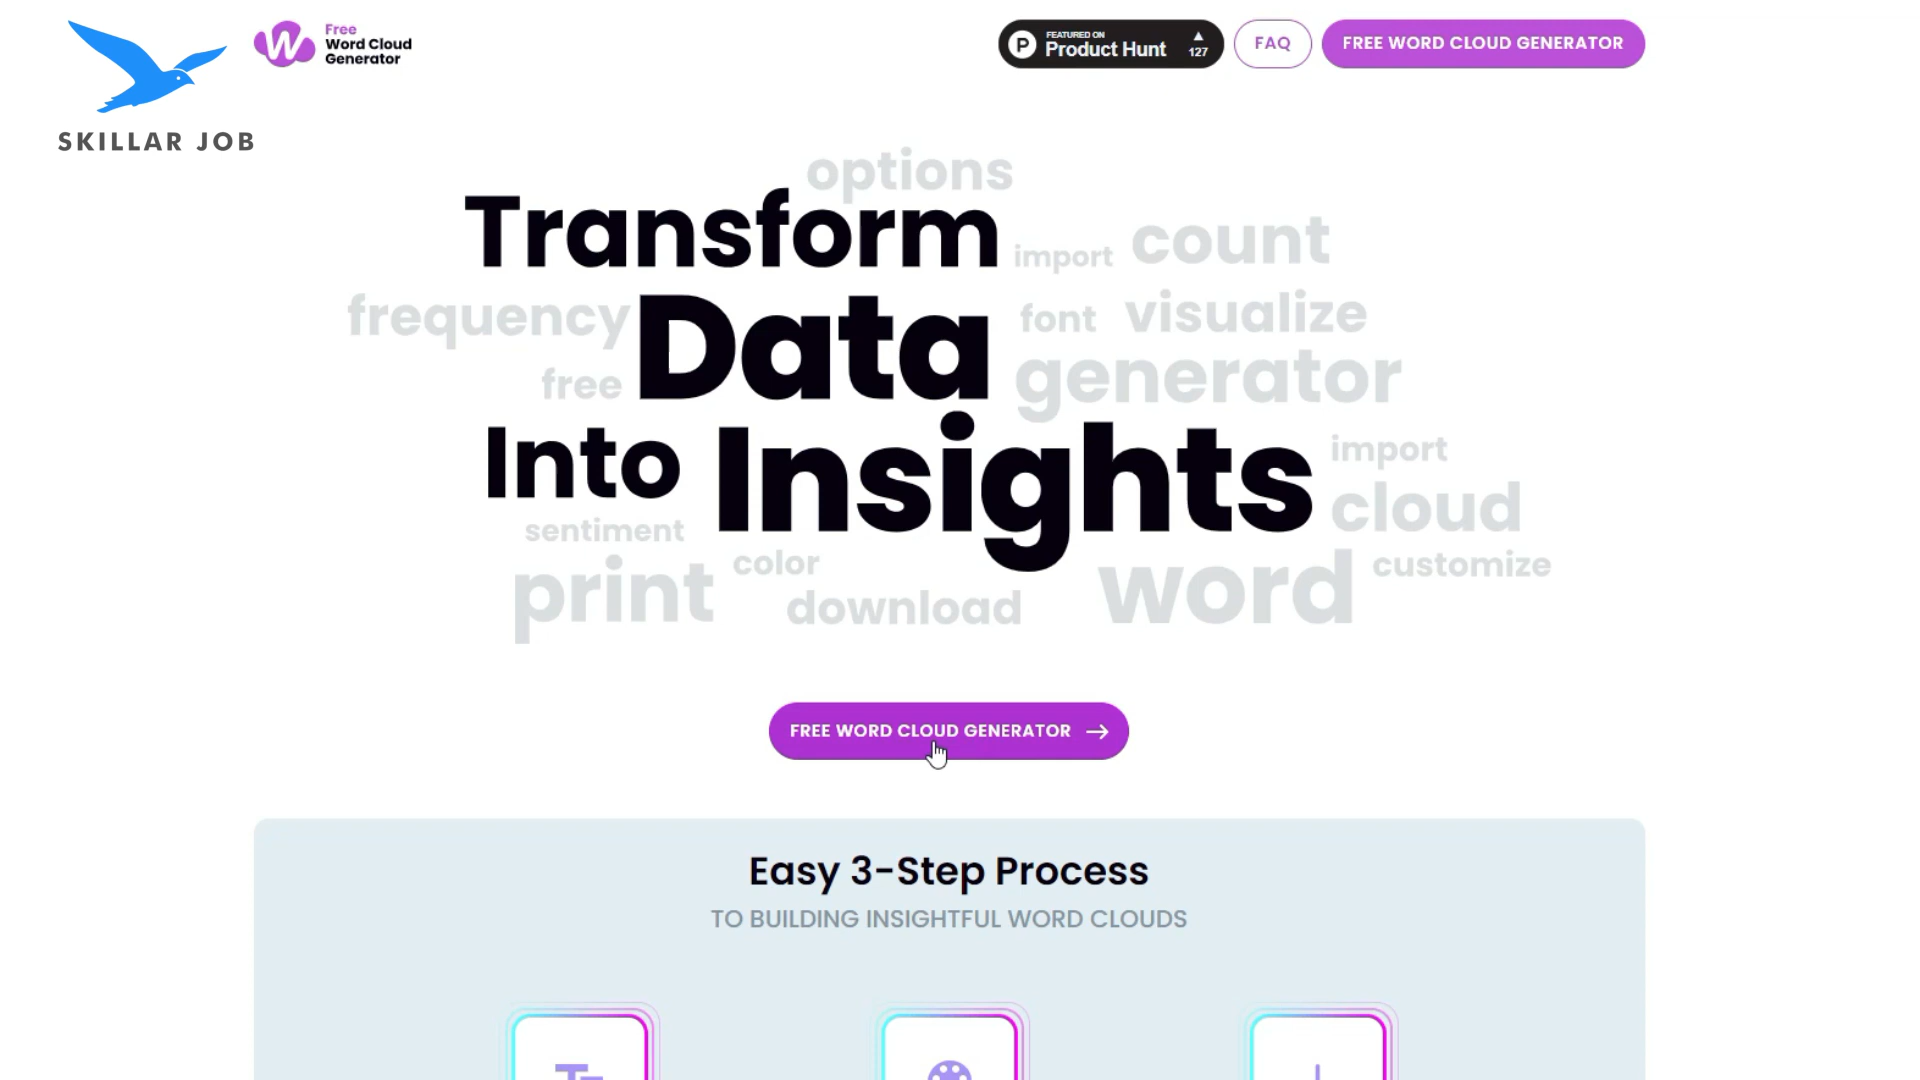 SKILLAR JOB
Free
Word Cloud
Generator
FEATURED ON
Product Hunt
127
FAQ
FREE WORD CLOUD GENERATOR
options
Transform
import
count
frequency
Data
font
visualize
free
generator
Into
Insights
import
cloud
sentiment
color
customize
print
download
word
FREE WORD CLOUD GENERATOR
Easy 3-Step Process
TO BUILDING INSIGHTFUL WORD CLOUDS